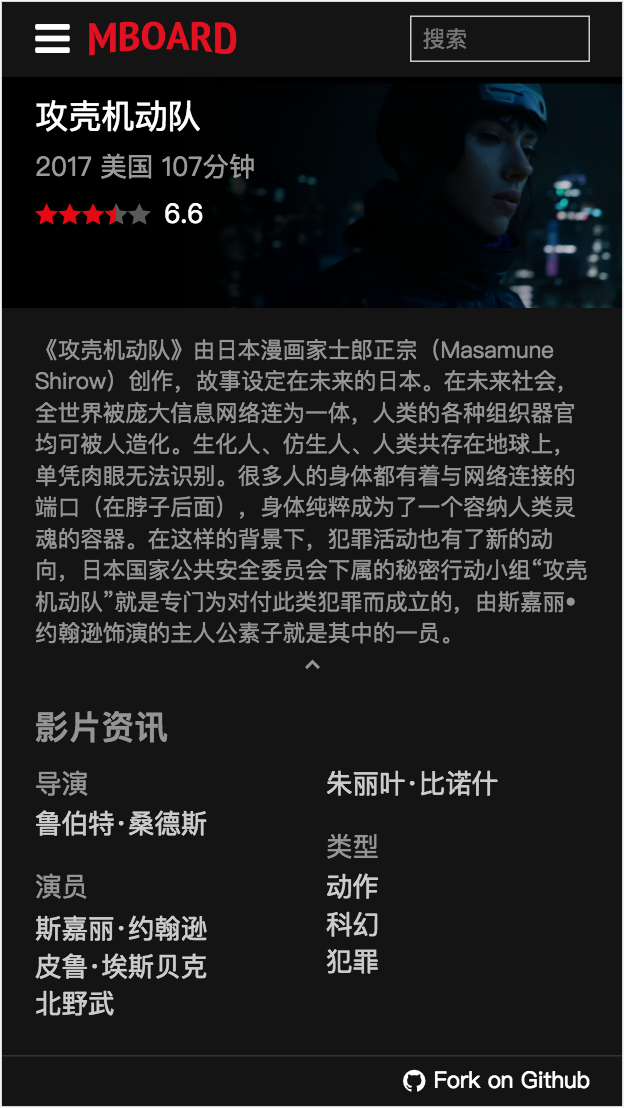 MBOARD
搜索
攻壳机动队
2017 美国 107分钟
6.6
《攻壳机动队》由日本漫画家士郎正宗（Masamune
Shirow）创作，故事设定在未来的日本。在未来社会，
全世界被庞大信息网络连为一体，人类的各种组织器官
均可被人造化。生化人、仿生人、人类共存在地球上，
单凭肉眼无法识别。很多人的身体都有着与网络连接的
端口（在脖子后面），身体纯粹成为了一个容纳人类灵
魂的容器。在这样的背景下，犯罪活动也有了新的动
向，日本国家公共安全委员会下属的秘密行动小组“攻壳
机动队”就是专门为对付此类犯罪而成立的，由斯嘉丽•
约翰逊饰演的主人公素子就是其中的一员。
影片资讯
导演
鲁伯特·桑德斯
演员
斯嘉丽·约翰逊
皮鲁·埃斯贝克
北野武
朱丽叶·比诺什
类型
动作
科幻
犯罪
Fork on Github